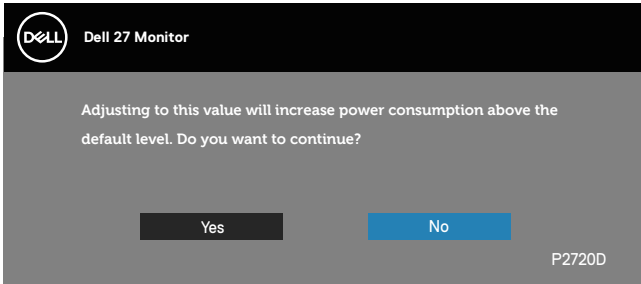 DELL
Dell 27 Monitor
Adjusting to this value will increase power consumption above the
default level. Do you want to continue?
Yes
No
P2720D